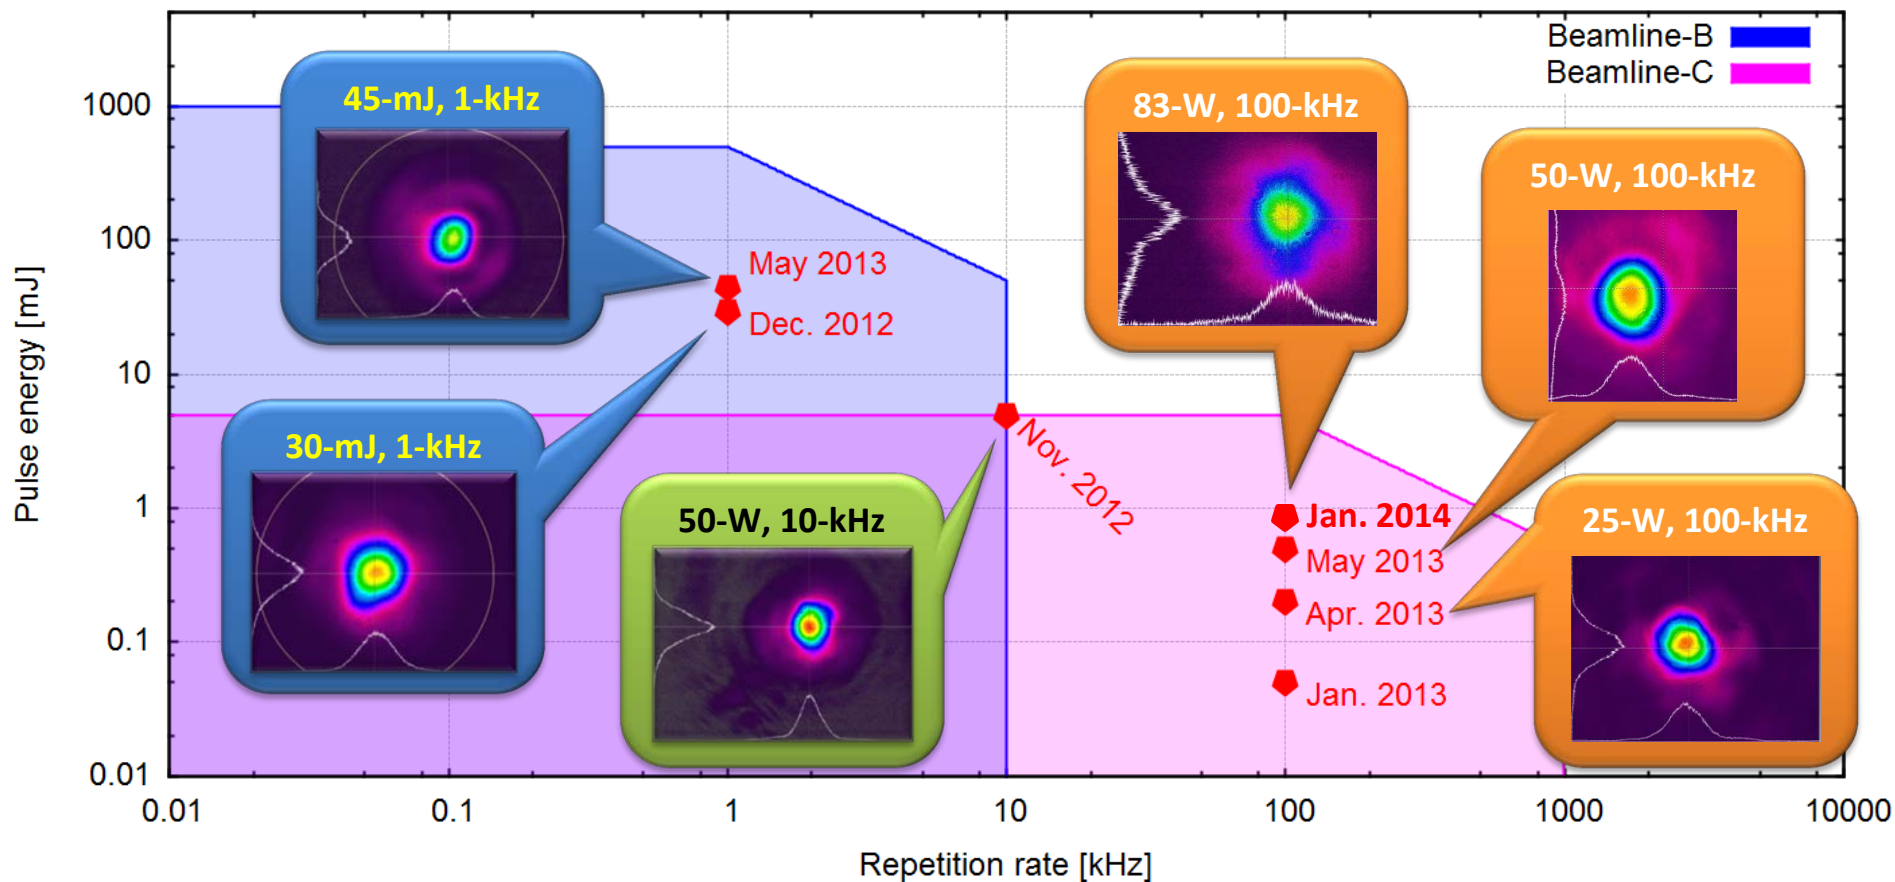 Beamline-B
Beamline-C
45-mJ, 1-kHz
83-W, 100-kHz
50-W, 100-kHz
30-mJ, 1-kHz
50-W, 10-kHz
25-W, 100-kHz
May 2013
Dec. 2012
Nov. 2012
Jan. 2014
May 2013
Apr. 2013
Jan. 2013
Pulse energy [mJ]
1000
100
10
1
0.1
0.01
0.01 0.1 1 10 100 1000 10000
Repetition rate [kHz]